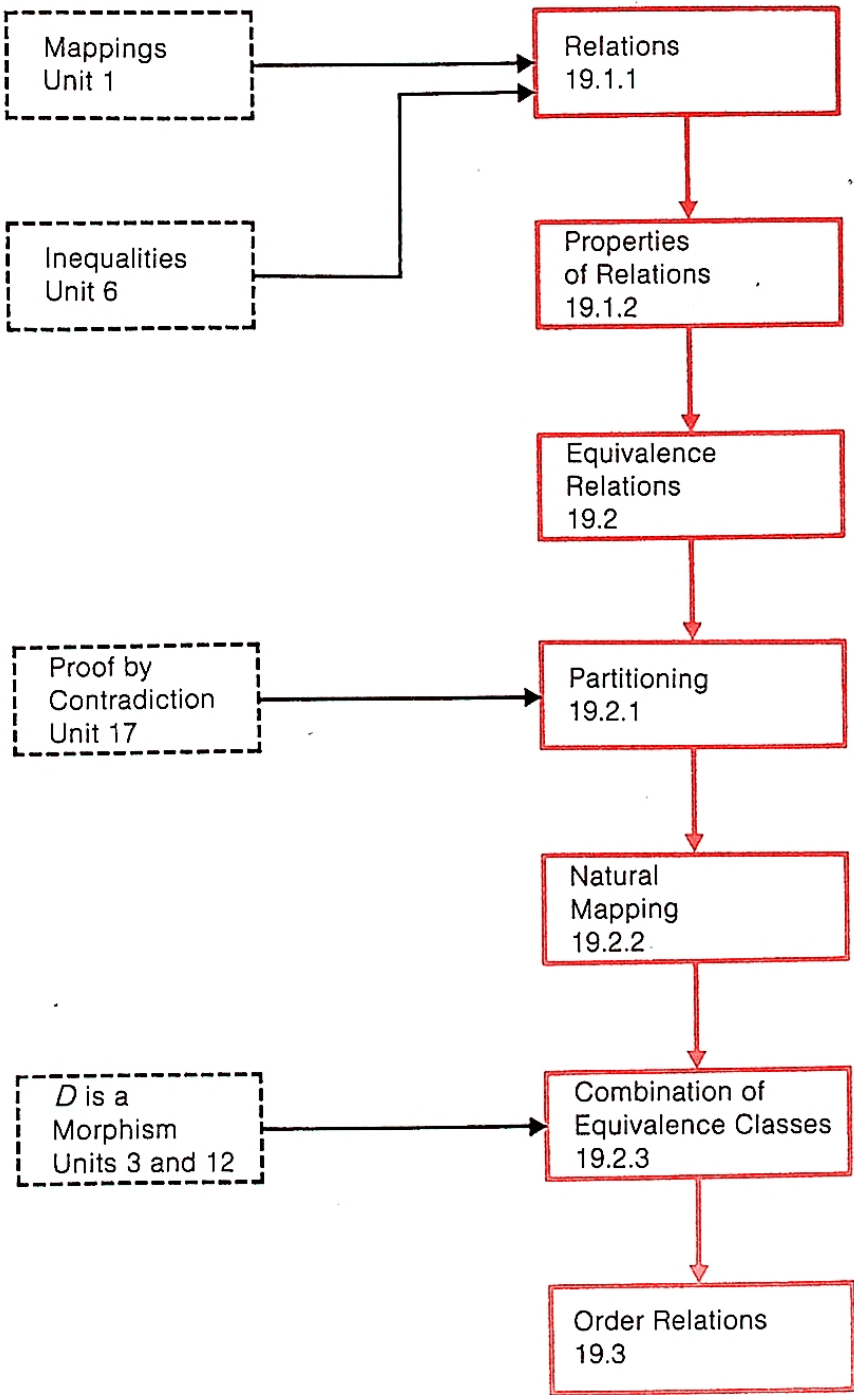 Mappings
Unit 1
Relations
19.1.1
Inequalities
Unit 6
Properties
of Relations
19.1.2
Equivalence
Relations
19.2
Proof by
Contradiction
Unit 17
Partitioning
19.2.1
Natural
Mapping
19.2.2
D is a
Morphism
Units 3 and 12
Combination of
Equivalence Classes
19.2.3
Order Relations
19.3